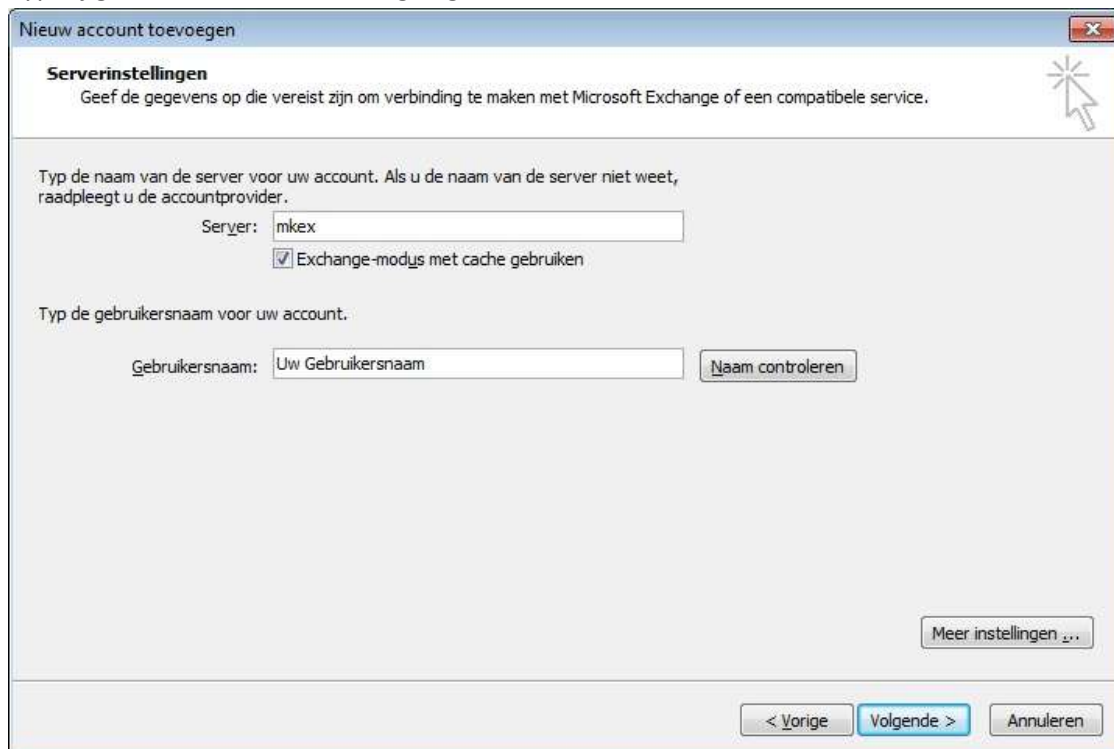 Nieuw account toevoegen
Serverinstellingen
Geef de gegevens op die vereist zijn om verbinding te maken met Microsoft Exchange of een compatibele service.
Typ de naam van de server voor uw account. Als u de naam van de server niet weet,
raadpleegt u de accountprovider.
Server: mkex
Exchange-modus met cache gebruiken
Typ de gebruikersnaam voor uw account.
Gebruikersnaam: Uw Gebruikersnaam Naam controleren
Meer instellingen ...
< Vorige Volgende > Annuleren